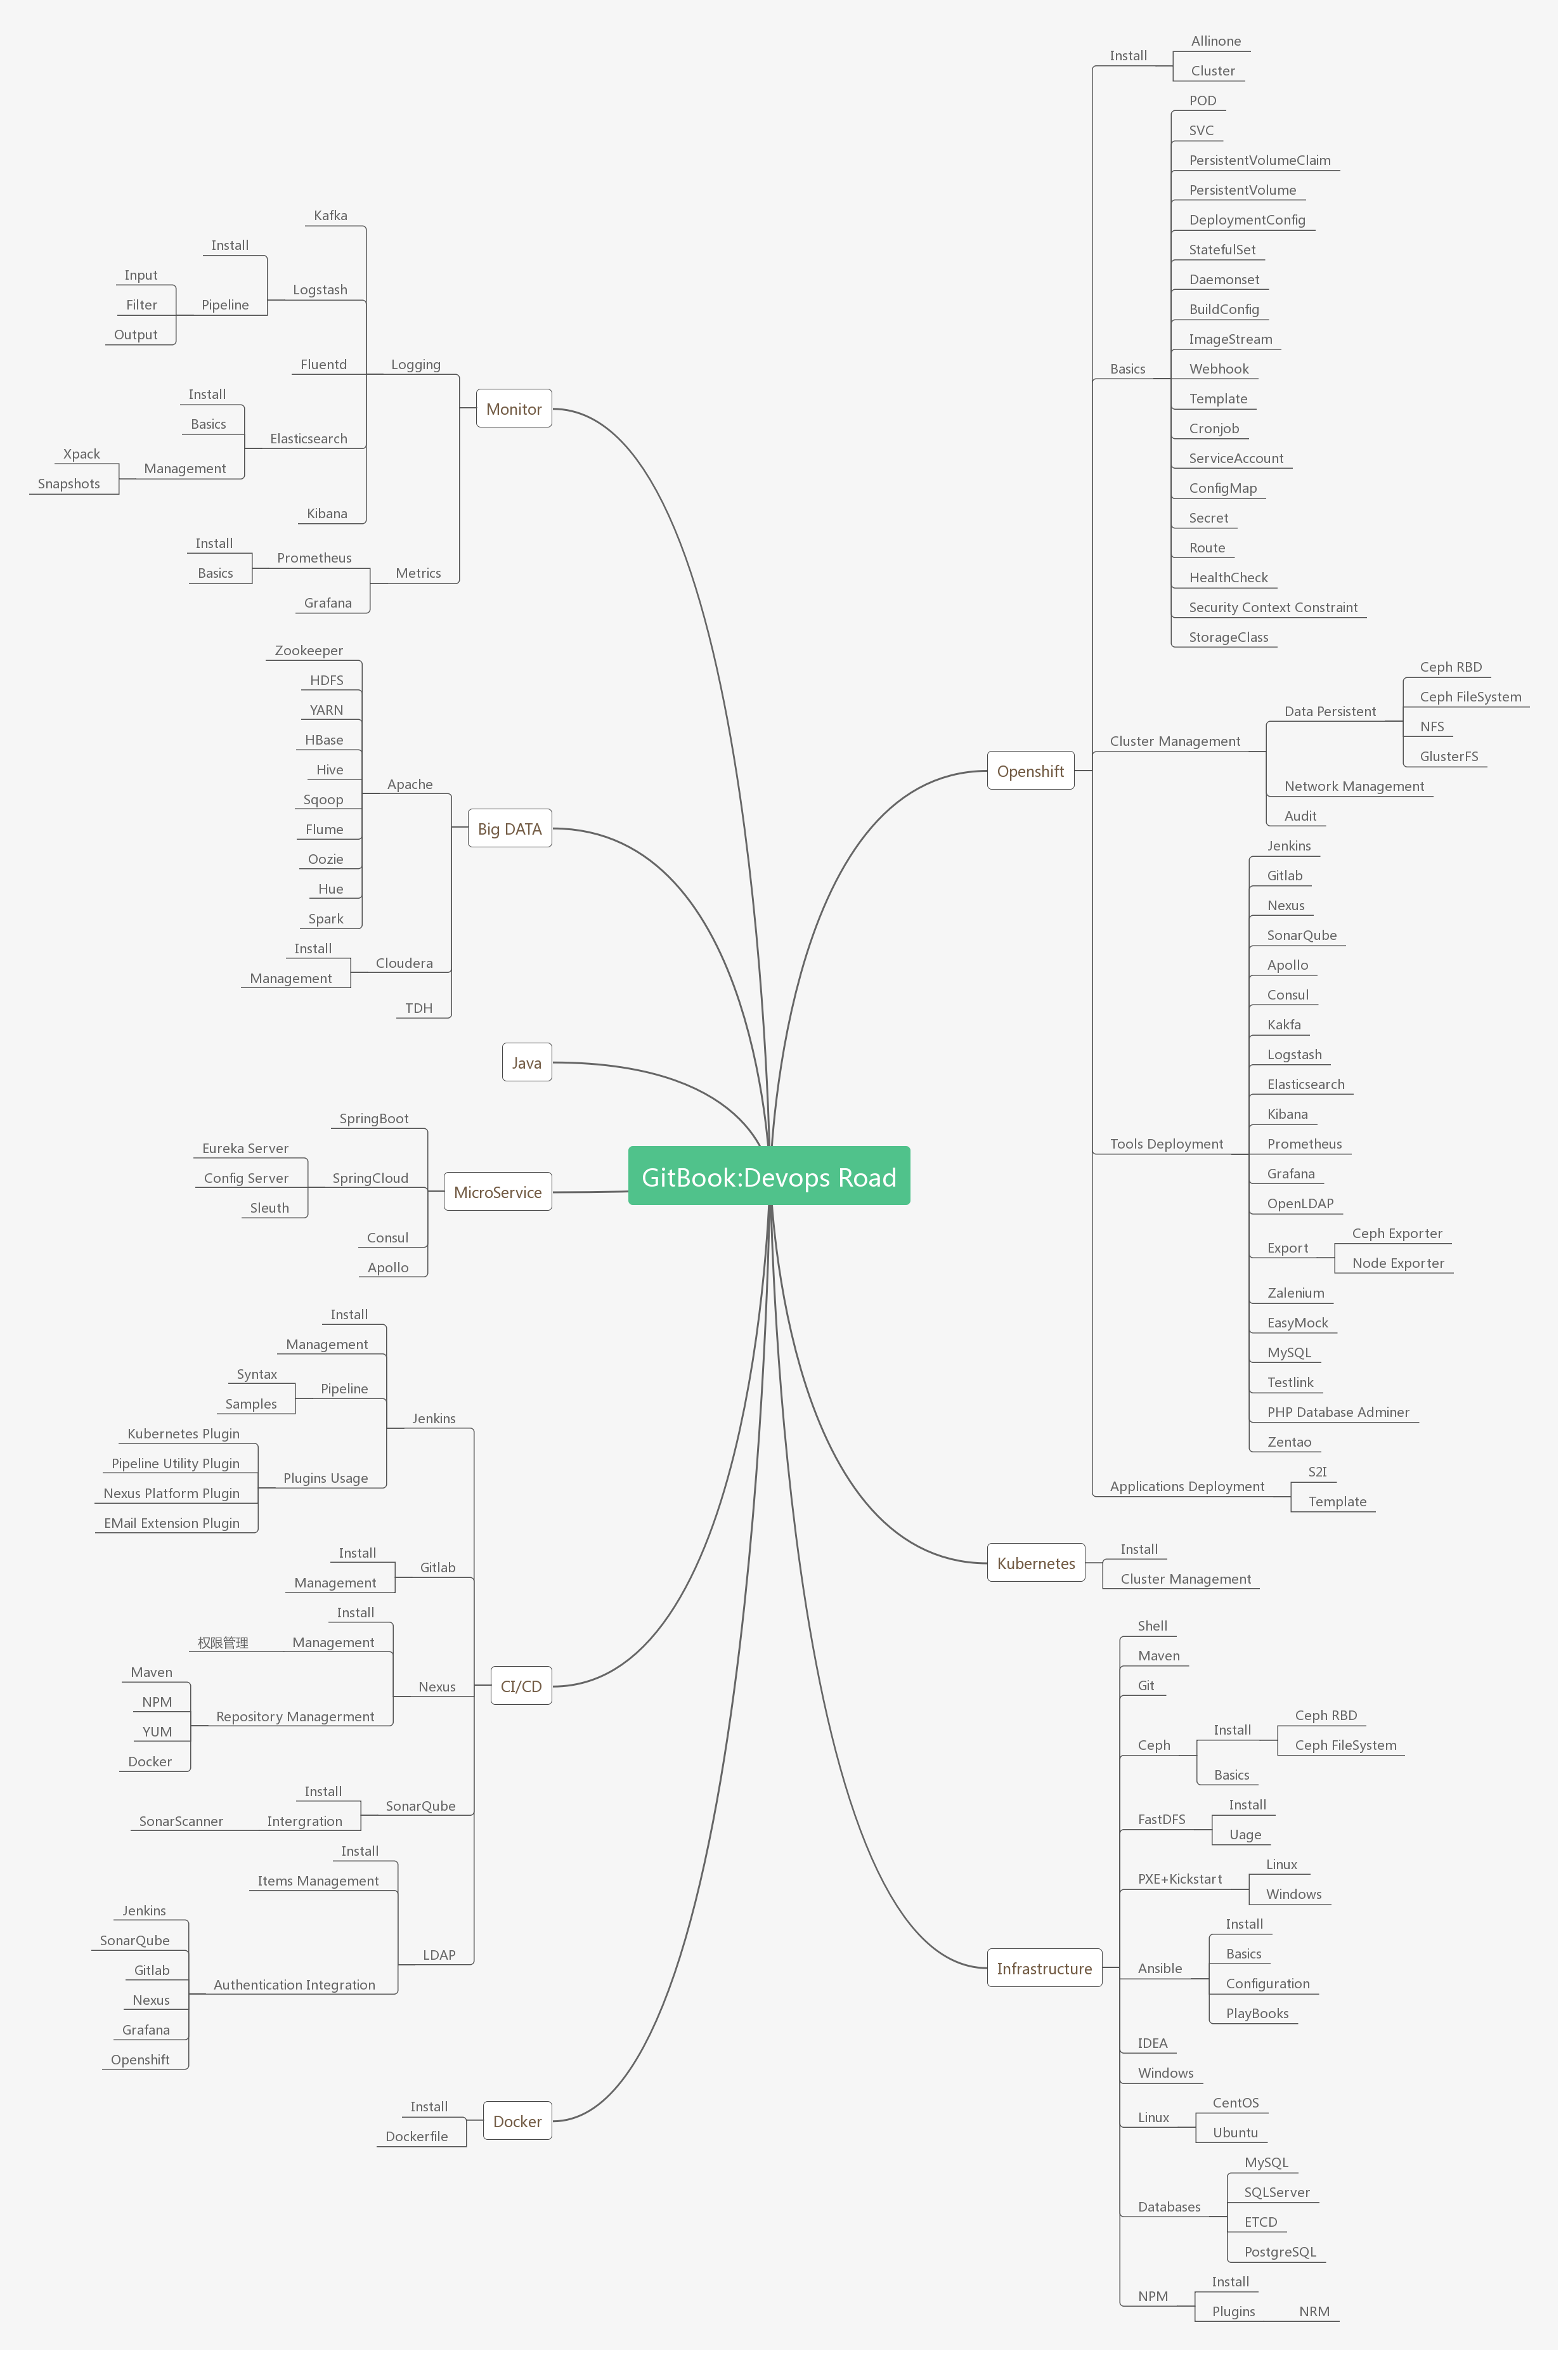 GitBook:Devops Road
Openshift
Install
Allinone
Cluster
Basics
POD
SVC
PersistentVolumeClaim
PersistentVolume
DeploymentConfig
StatefulSet
Daemonset
BuildConfig
ImageStream
Webhook
Template
Cronjob
ServiceAccount
ConfigMap
Secret
Route
HealthCheck
Security Context Constraint
StorageClass
Cluster Management
Data Persistent
Ceph RBD
Ceph FileSystem
NFS
GlusterFS
Network Management
Audit
Tools Deployment
Jenkins
Gitlab
Nexus
SonarQube
Apollo
Consul
Kakfa
Logstash
Elasticsearch
Kibana
Prometheus
Grafana
OpenLDAP
Export
Ceph Exporter
Node Exporter
Zalenium
EasyMock
MySQL
Testlink
PHP Database Adminer
Zentao
Applications Deployment
S2I
Template
Kubernetes
Install
Cluster Management
Infrastructure
Shell
Maven
Git
Ceph
Install
Ceph RBD
Ceph FileSystem
Basics
FastDFS
Install
Uage
PXE+Kickstart
Linux
Windows
Ansible
Install
Basics
Configuration
PlayBooks
IDEA
Windows
Linux
CentOS
Ubuntu
Databases
MySQL
SQLServer
ETCD
PostgreSQL
NPM
Install
Plugins
NRM
Monitor
Logging
Kafka
Logstash
Install
Pipeline
Input
Filter
Output
Fluentd
Elasticsearch
Install
Basics
Management
Xpack
Snapshots
Kibana
Metrics
Prometheus
Install
Basics
Grafana
Big DATA
Apache
Zookeeper
HDFS
YARN
HBase
Hive
Sqoop
Flume
Oozie
Hue
Spark
Cloudera
Install
Management
TDH
Java
MicroService
SpringBoot
SpringCloud
Eureka Server
Config Server
Sleuth
Consul
Apollo
CI/CD
Jenkins
Install
Management
Pipeline
Syntax
Samples
Plugins Usage
Kubernetes Plugin
Pipeline Utility Plugin
Nexus Platform Plugin
EMail Extension Plugin
Gitlab
Install
Management
Nexus
Install
Management
权限管理
Repository Managerment
Maven
NPM
YUM
Docker
SonarQube
Install
Intergration
SonarScanner
LDAP
Install
Items Management
Authentication Integration
Jenkins
SonarQube
Gitlab
Nexus
Grafana
Openshift
Docker
Install
Dockerfile